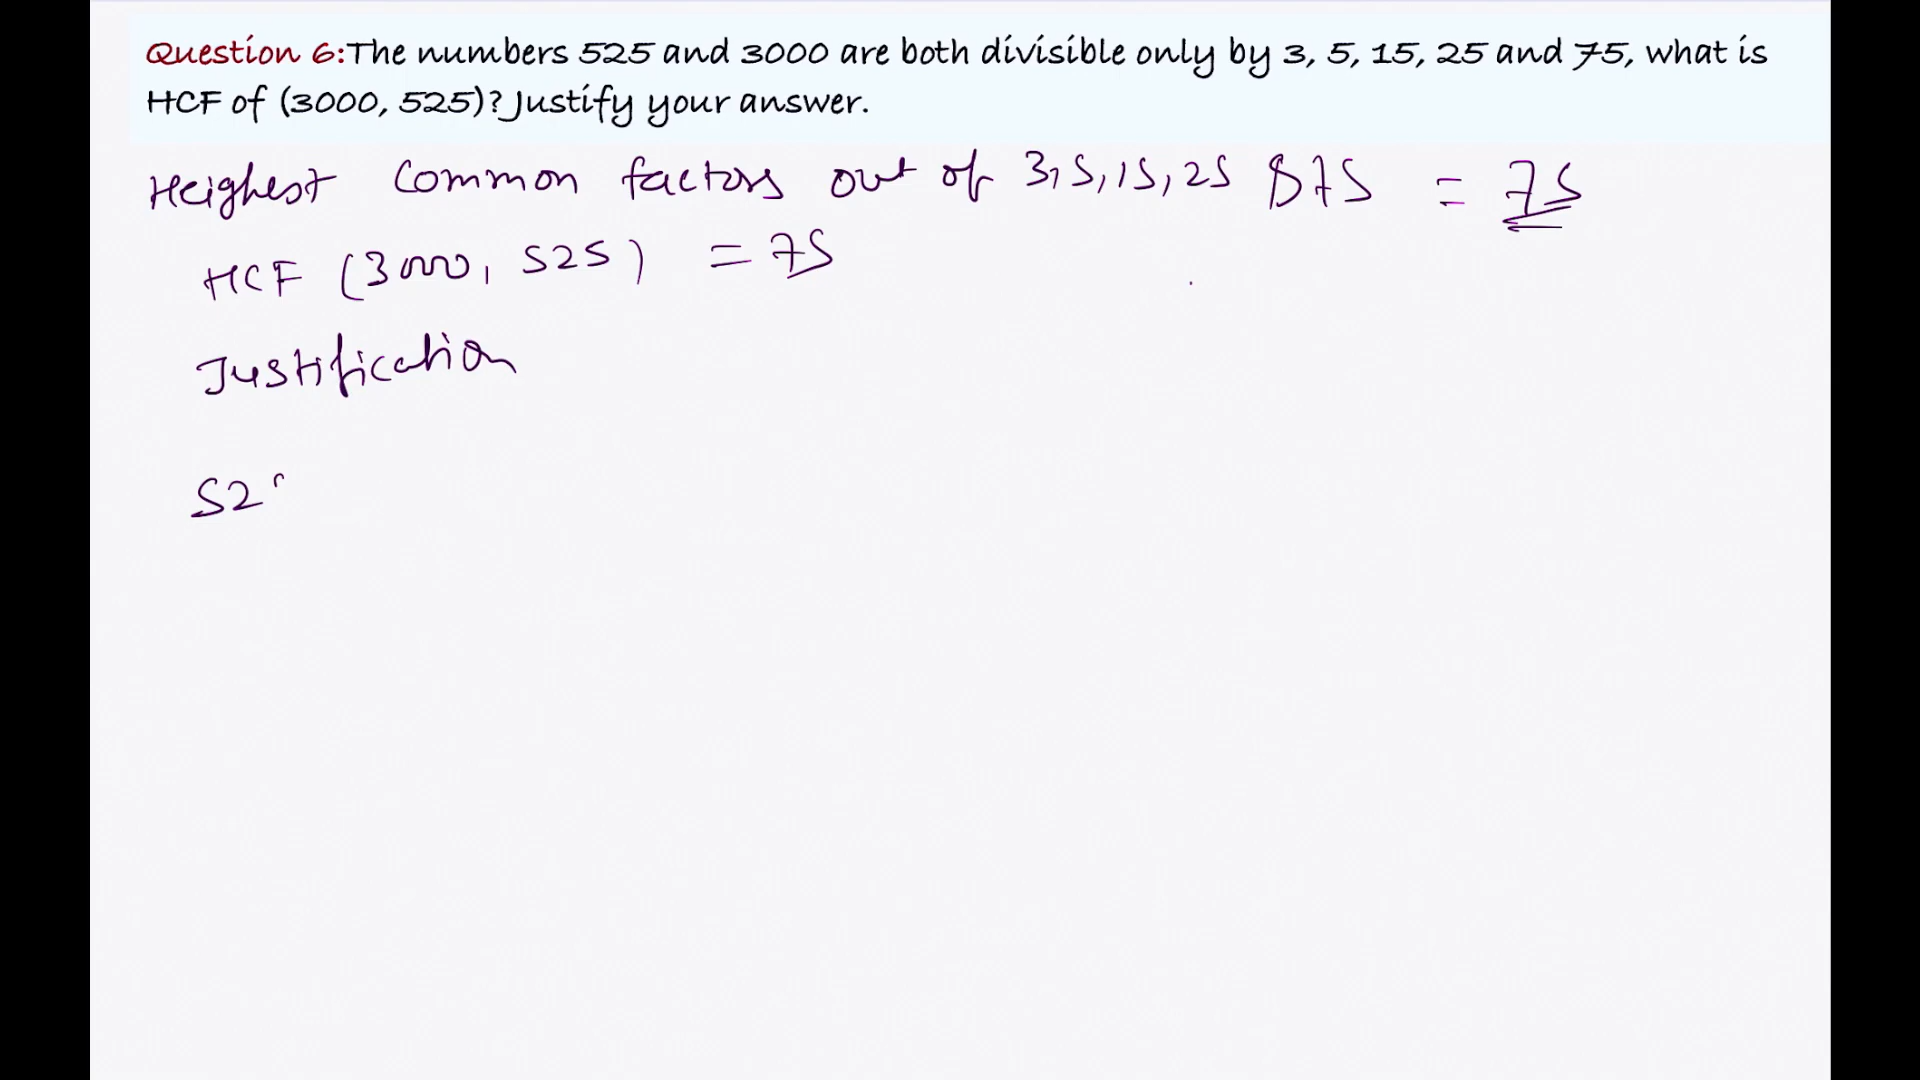 Question 6:The numbers 525 and 3000 are both divisible only by 3, 5, 15, 25 and 75, what is
HCF of (3000, 525)? Justify your answer.
Heighest Common factors out of 3, 5, 15, 25 & 75 = 75
HCF (3000, 525) = 75
Justification
52